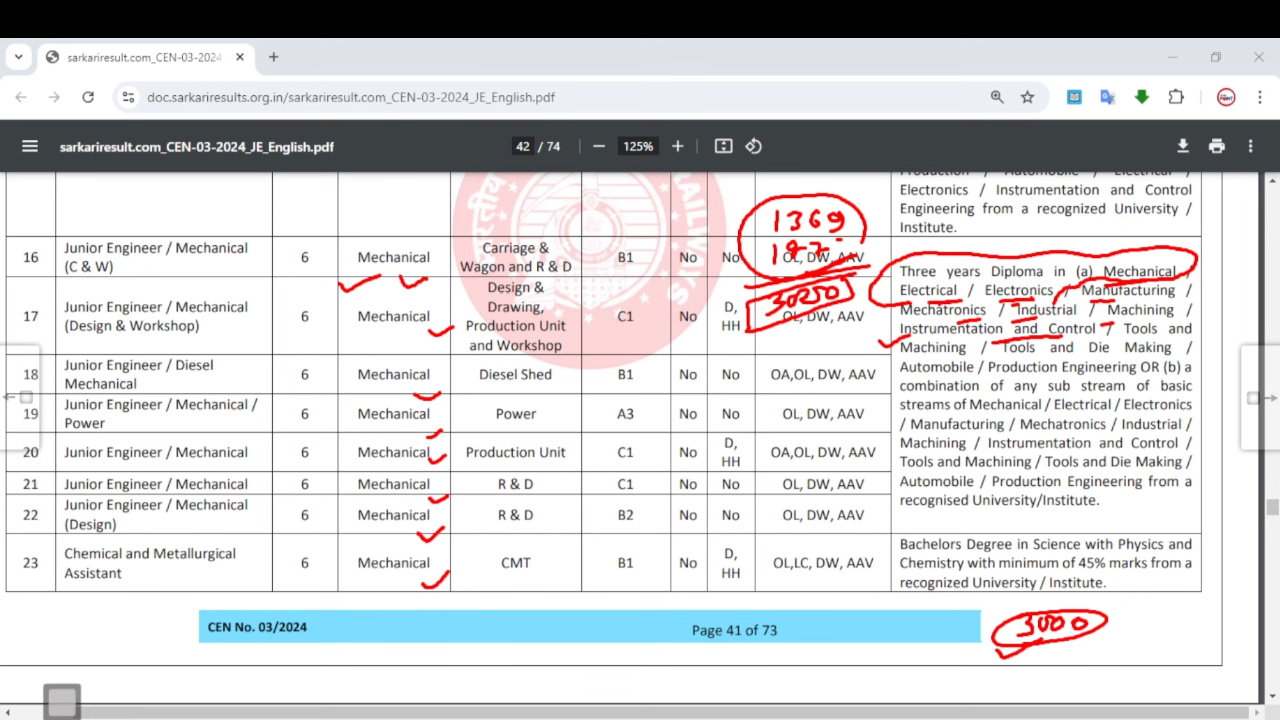 sarkariresult.com_CEN-03-2024
doc.sarkariresults.org.in/sarkariresult.com_CEN-03-2024_JE_English.pdf
sarkariresult.com_CEN-03-2024_JE_English.pdf
42 / 74
125%
Production / Automobile / Electrical /
Electronics / Instrumentation and Control
Engineering from a recognized University /
Institute.
1369
16
Junior Engineer / Mechanical
(C & W)
6
Mechanical
Carriage &
Wagon and R & D
B1
No
No
OL, DW, AAV
Three years Diploma in (a) Mechanical /
Electrical / Electronics / Manufacturing /
Mechatronics / Industrial / Machining /
Instrumentation and Control / Tools and
Machining / Tools and Die Making /
Automobile / Production Engineering OR (b) a
combination of any sub stream of basic
streams of Mechanical / Electrical / Electronics
/ Manufacturing / Mechatronics / Industrial /
Machining / Instrumentation and Control /
Tools and Machining / Tools and Die Making /
Automobile / Production Engineering from a
recognised University/Institute.
17
Junior Engineer / Mechanical
(Design & Workshop)
6
Mechanical
Design &
Drawing,
Production Unit
and Workshop
C1
No
D,
HH
OL, DW, AAV
18
Junior Engineer / Diesel
Mechanical
6
Mechanical
Diesel Shed
B1
No
No
OA,OL, DW, AAV
19
Junior Engineer / Mechanical /
Power
6
Mechanical
Power
A3
No
No
OL, DW, AAV
20
Junior Engineer / Mechanical
6
Mechanical
Production Unit
C1
No
D,
HH
OA,OL, DW, AAV
21
Junior Engineer / Mechanical
6
Mechanical
R & D
C1
No
No
OL, DW, AAV
22
Junior Engineer / Mechanical
(Design)
6
Mechanical
R & D
B2
No
No
OL, DW, AAV
23
Chemical and Metallurgical
Assistant
6
Mechanical
CMT
B1
No
D,
HH
OL,LC, DW, AAV
Bachelors Degree in Science with Physics and
Chemistry with minimum of 45% marks from a
recognized University / Institute.
CEN No. 03/2024
Page 41 of 73
3000